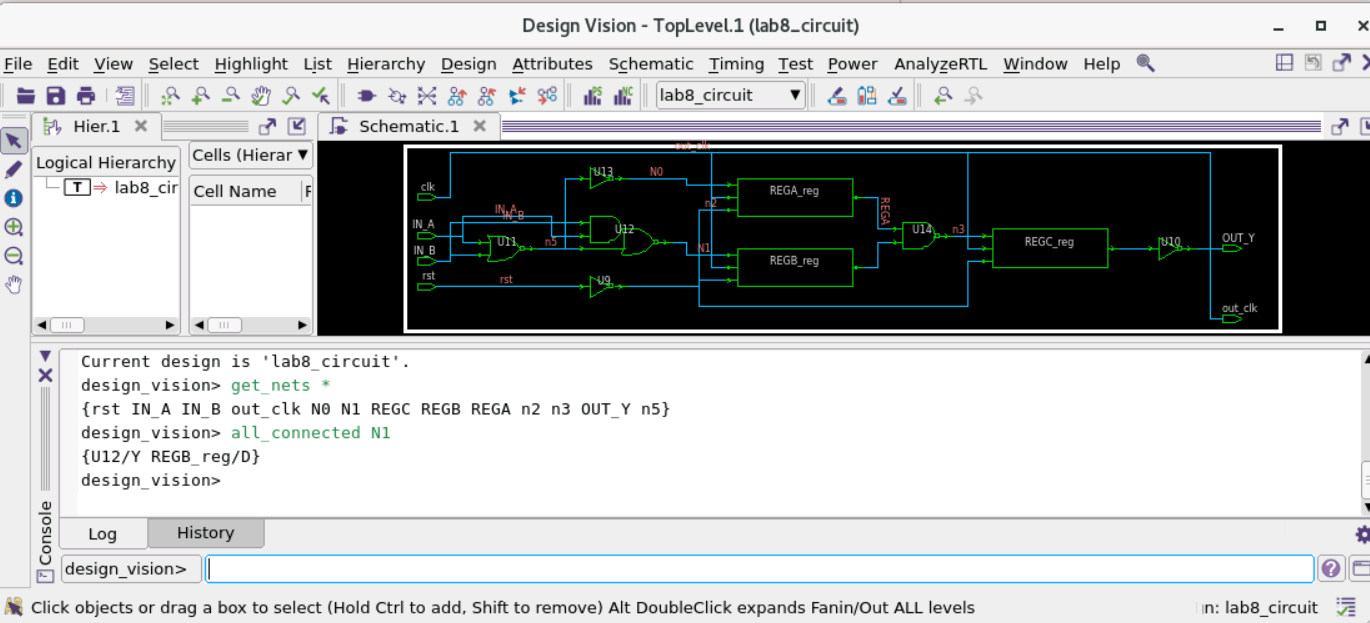 Design Vision - TopLevel.1 (lab8_circuit)
File Edit View Select Highlight List Hierarchy Design Attributes Schematic Timing Test Power AnalyzeRTL Window Help
lab8_circuit
Hier.1
Schematic.1
Logical Hierarchy
T lab8_cir
Cells (Hierar
Cell Name
out_clk
clk
U13
N0
REGA_reg
IN_A
IN_B
n2
REGA
IN_A
U11
n5
U12
U14
n3
REGC_reg
U10
OUT_Y
IN_B
N1
REGB_reg
rst
rst
U9
out_clk
Current design is 'lab8_circuit'.
design_vision> get_nets *
{rst IN_A IN_B out_clk N0 N1 REGC REGB REGA n2 n3 OUT_Y n5}
design_vision> all_connected N1
{U12/Y REGB_reg/D}
design_vision>
Console
Log
History
design_vision>
Click objects or drag a box to select (Hold Ctrl to add, Shift to remove) Alt DoubleClick expands Fanin/Out ALL levels
n: lab8_circuit